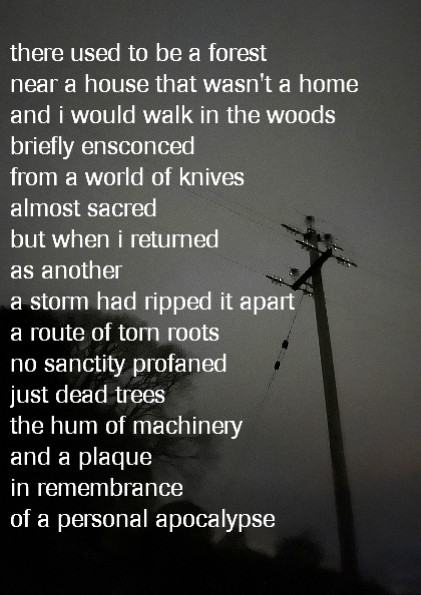 there used to be a forest
near a house that wasn't a home
and i would walk in the woods
briefly ensconced
from a world of knives
almost sacred
but when i returned
as another
a storm had ripped it apart
a route of torn roots
no sanctity profaned
just dead trees
the hum of machinery
and a plaque
in remembrance
of a personal apocalypse